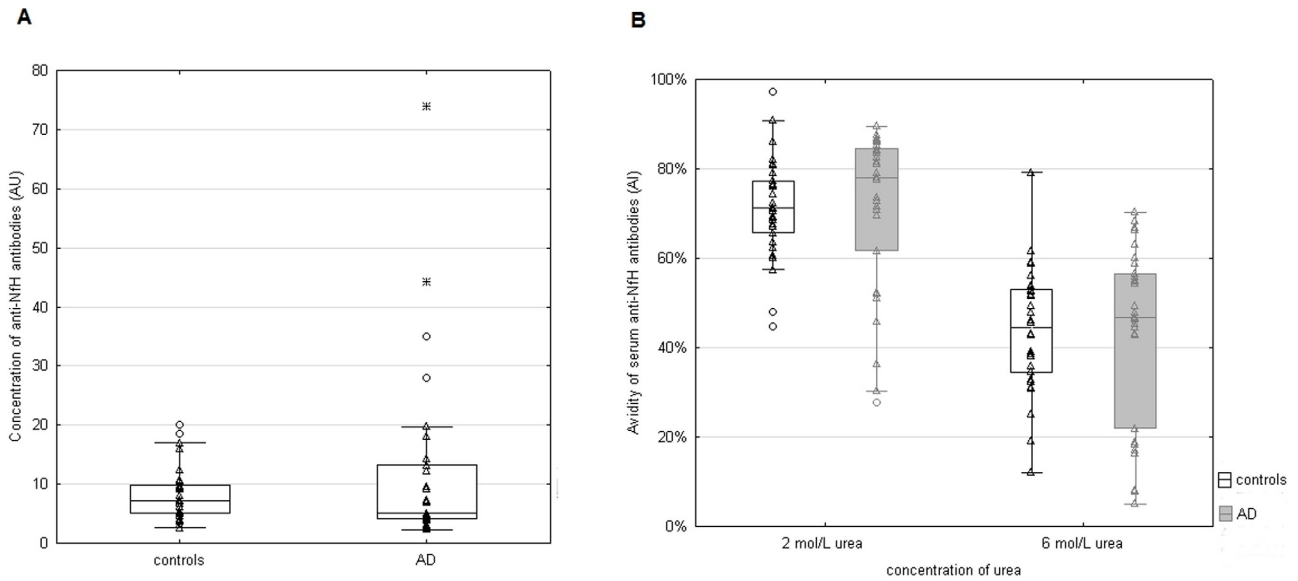 A
B
Concentration of anti-NfH antibodies (AU)
80
70
60
50
40
30
20
10
0
controls
AD
Avidity of serum anti-NfH antibodies (AI)
100%
80%
60%
40%
20%
0%
2 mol/L urea
6 mol/L urea
concentration of urea
controls
AD